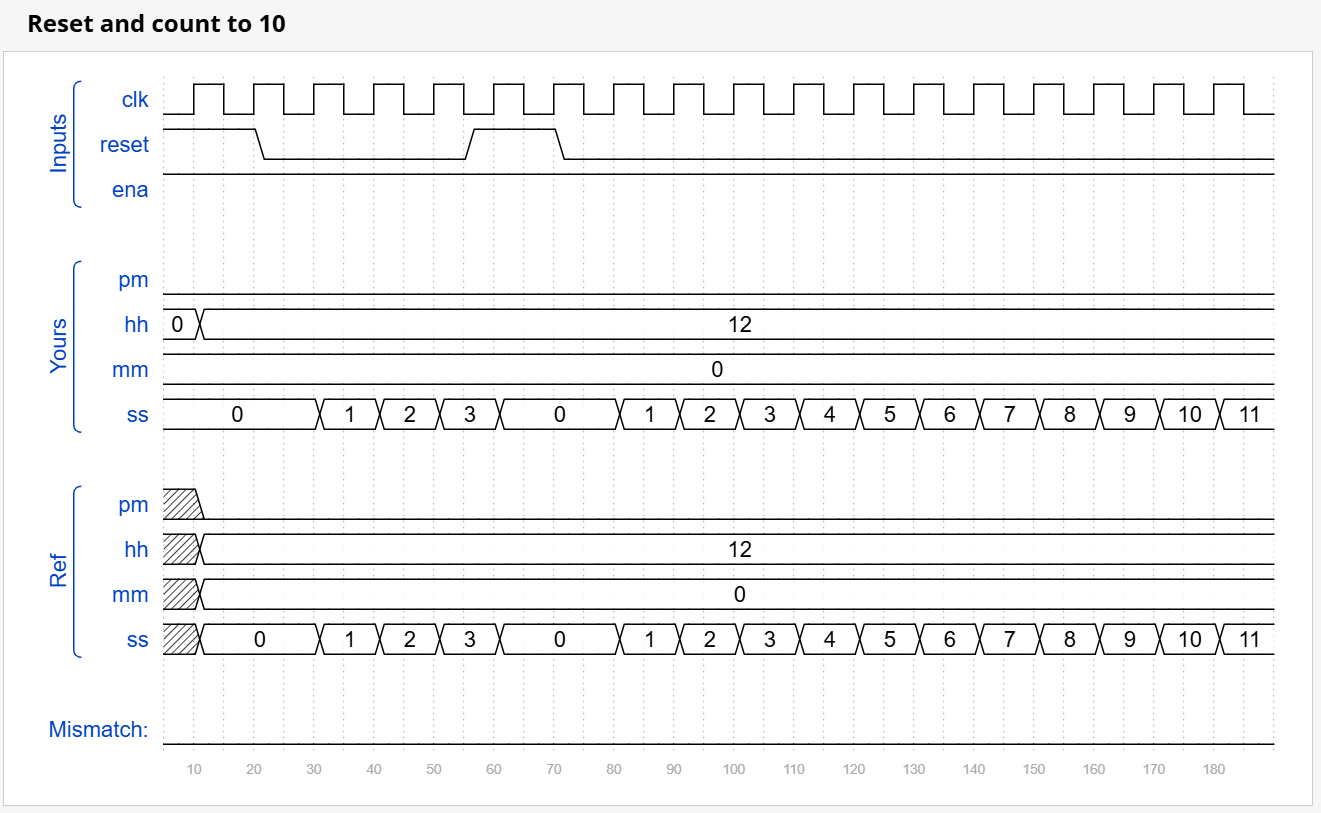 Reset and count to 10
Inputs
clk
reset
ena
Yours
pm
hh 0 12
mm 0
ss 0 1 2 3 0 1 2 3 4 5 6 7 8 9 10 11
Ref
pm
hh 12
mm 0
ss 0 1 2 3 0 1 2 3 4 5 6 7 8 9 10 11
Mismatch:
10 20 30 40 50 60 70 80 90 100 110 120 130 140 150 160 170 180